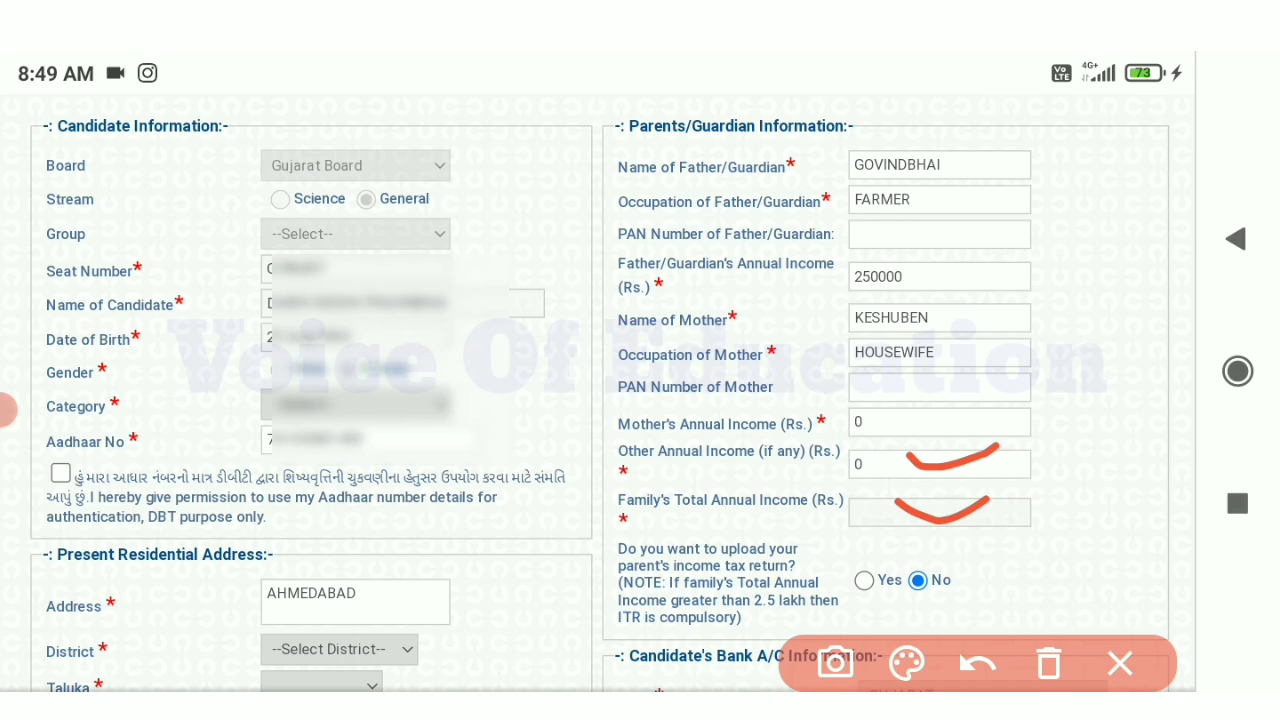 8:49 AM
Vo LTE
4G+
73
-: Candidate Information:-
Board
Gujarat Board
Stream
Science
General
Group
--Select--
Seat Number*
Name of Candidate*
Date of Birth*
Gender *
Category *
Aadhaar No *
7
હું મારા આધાર નંબરનો માત્ર ડીબીટી દ્વારા શિષ્યવૃત્તિની ચુકવણીના હેતુસર ઉપયોગ કરવા માટે સંમતિ
આપું છું.I hereby give permission to use my Aadhaar number details for
authentication, DBT purpose only.
-: Present Residential Address:-
Address *
AHMEDABAD
District *
--Select District--
Taluka *
-: Parents/Guardian Information:-
Name of Father/Guardian*
GOVINDBHAI
Occupation of Father/Guardian*
FARMER
PAN Number of Father/Guardian:
Father/Guardian's Annual Income
(Rs.) *
250000
Name of Mother*
KESHUBEN
Occupation of Mother *
HOUSEWIFE
PAN Number of Mother
Mother's Annual Income (Rs.) *
0
Other Annual Income (if any) (Rs.)
*
0
Family's Total Annual Income (Rs.)
*
Do you want to upload your
parent's income tax return?
(NOTE: If family's Total Annual
Income greater than 2.5 lakh then
ITR is compulsory)
Yes
No
-: Candidate's Bank A/C Information:-
Voice Of Education